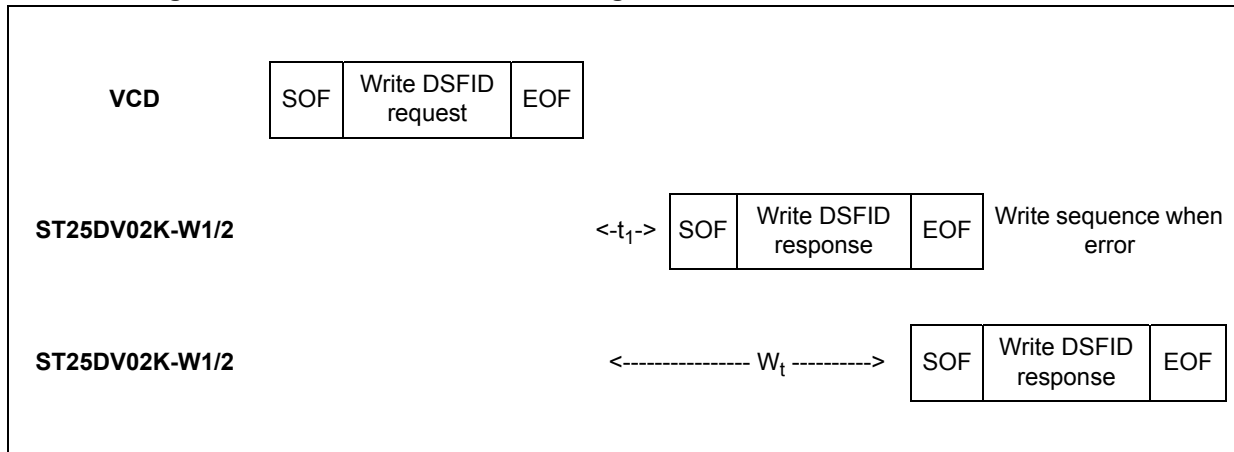 VCD
SOF
Write DSFID
request
EOF
ST25DV02K-W1/2
<-t1->
SOF
Write DSFID
response
EOF
Write sequence when
error
ST25DV02K-W1/2
<---------------- Wt ---------->
SOF
Write DSFID
response
EOF